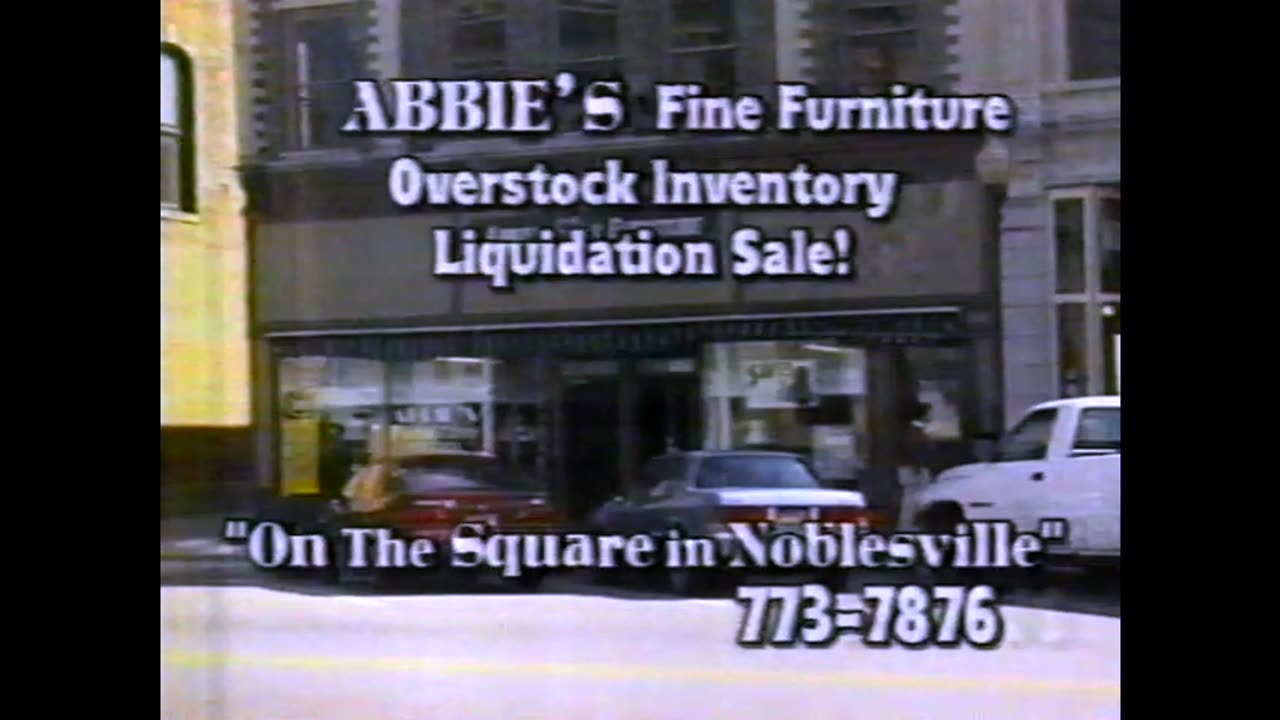 ABBIE'S Fine Furniture
Overstock Inventory
Liquidation Sale!
"On The Square in Noblesville"
773-7876